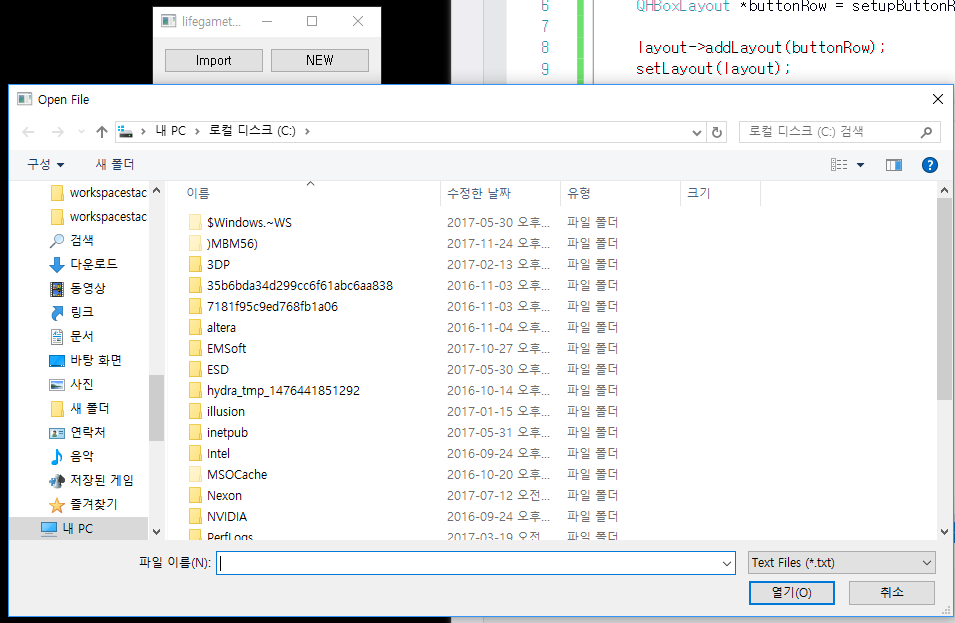 lifegamet...
Import NEW
6 QHBoxLayout *buttonRow = setupButtonR
7
8 layout->addLayout(buttonRow);
9 setLayout(layout);
Open File
내 PC > 로컬 디스크 (C:) >
로컬 디스크 (C:) 검색
구성 새 폴더
workspacestac
workspacestac
검색
다운로드
동영상
링크
문서
바탕 화면
사진
새 폴더
연락처
음악
저장된 게임
즐겨찾기
내 PC
이름 수정한 날짜 유형 크기
$Windows.~WS 2017-05-30 오후... 파일 폴더
)MBM56) 2017-11-24 오후... 파일 폴더
3DP 2017-02-13 오후... 파일 폴더
35b6bda34d299cc6f61abc6aa838 2016-11-03 오후... 파일 폴더
7181f95c9ed768fb1a06 2016-11-03 오후... 파일 폴더
altera 2016-11-04 오후... 파일 폴더
EMSoft 2017-10-27 오후... 파일 폴더
ESD 2017-05-30 오후... 파일 폴더
hydra_tmp_1476441851292 2016-10-14 오후... 파일 폴더
illusion 2017-01-15 오후... 파일 폴더
inetpub 2017-05-31 오후... 파일 폴더
Intel 2016-09-24 오후... 파일 폴더
MSOCache 2016-10-20 오후... 파일 폴더
Nexon 2017-07-12 오전... 파일 폴더
NVIDIA 2016-09-24 오후... 파일 폴더
PerfLogs 2017-03-19 오전 파일 폴더
파일 이름(N):
Text Files (*.txt)
열기(O) 취소